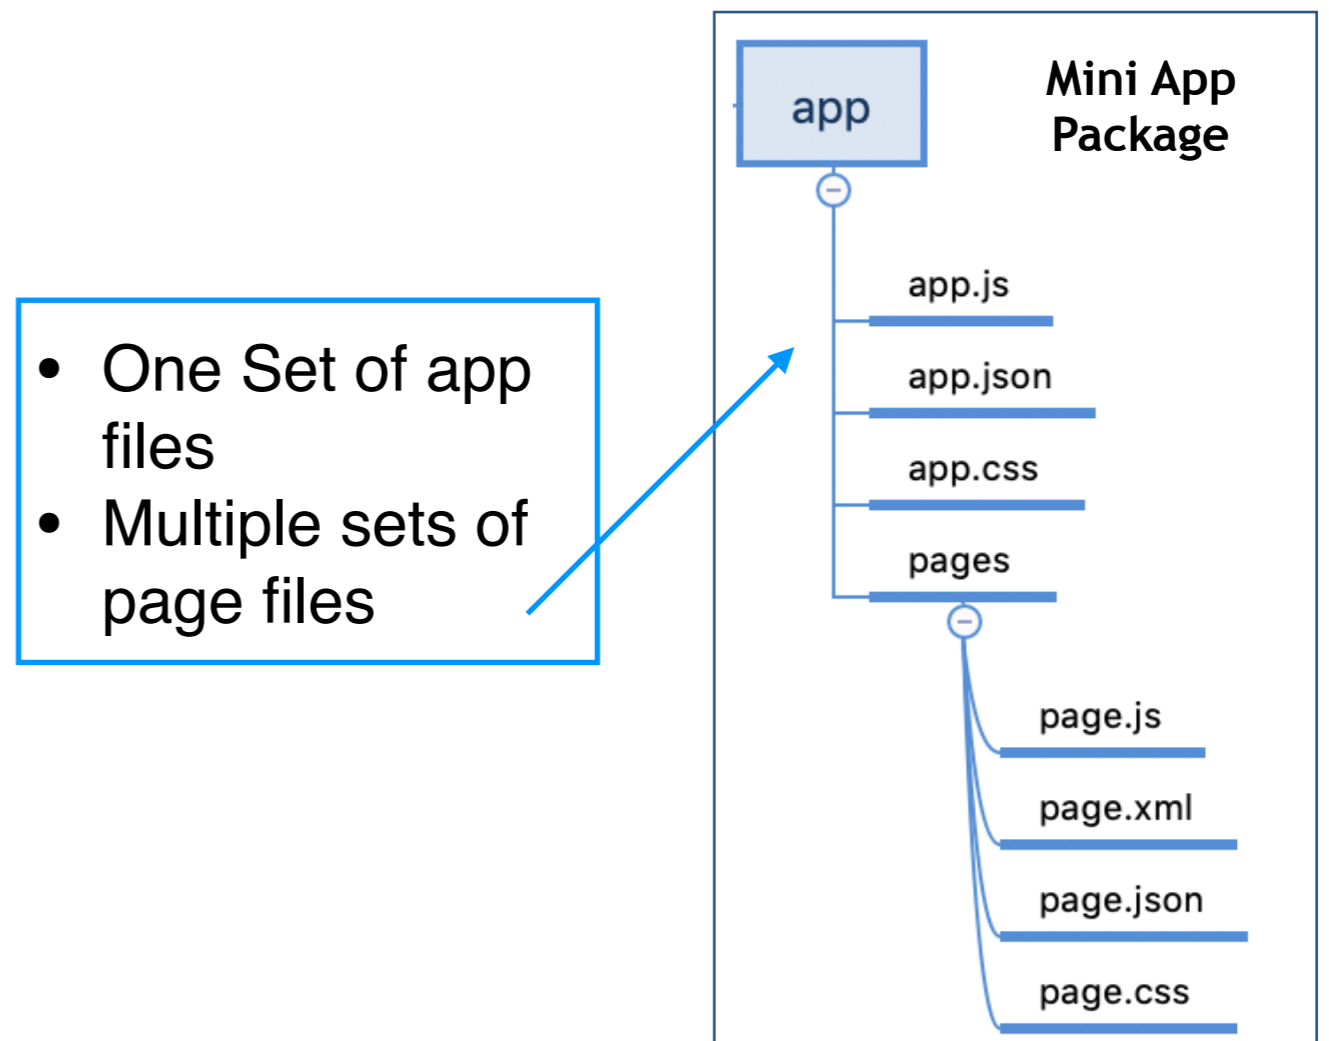 app
Mini App
Package
app.js
app.json
app.css
pages
page.js
page.xml
page.json
page.css
• One Set of app
files
• Multiple sets of
page files